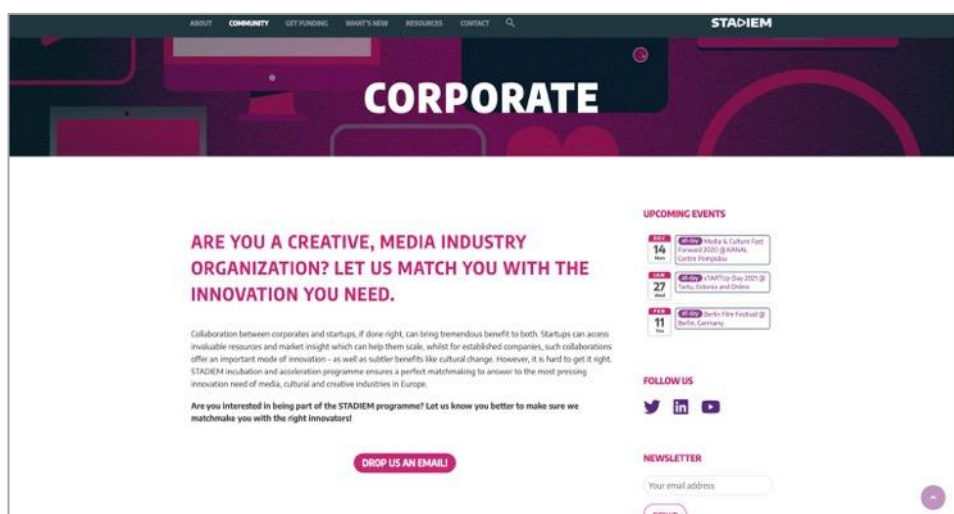 ABOUT COMMUNITY GET FUNDING WHAT'S NEW RESOURCES CONTACT STADIEM
CORPORATE
ARE YOU A CREATIVE, MEDIA INDUSTRY
ORGANIZATION? LET US MATCH YOU WITH THE
INNOVATION YOU NEED.
Collaboration between corporates and startups, if done right, can bring tremendous benefit to both. Startups can access
invaluable resources and market insight which can help them scale, whilst for established companies, such collaborations
offer an important mode of innovation – as well as subtler benefits like cultural change. However, it is hard to get it right.
STADIEM incubation and acceleration programme ensures a perfect matchmaking to answer to the most pressing
innovation need of media, cultural and creative industries in Europe.
Are you interested in being part of the STADIEM programme? Let us know you better to make sure we
matchmake you with the right innovators!
DROP US AN EMAIL!
UPCOMING EVENTS
DEC
14
Mon
all-day Media & Culture Fast
Forward 2020 @ KANAL
Centre Pompidou
JAN
27
Wed
all-day sTARTUp Day 2021 @
Tartu, Estonia and Online
FEB
11
Thu
all-day Berlin Film Festival @
Berlin, Germany
FOLLOW US
NEWSLETTER
Your email address